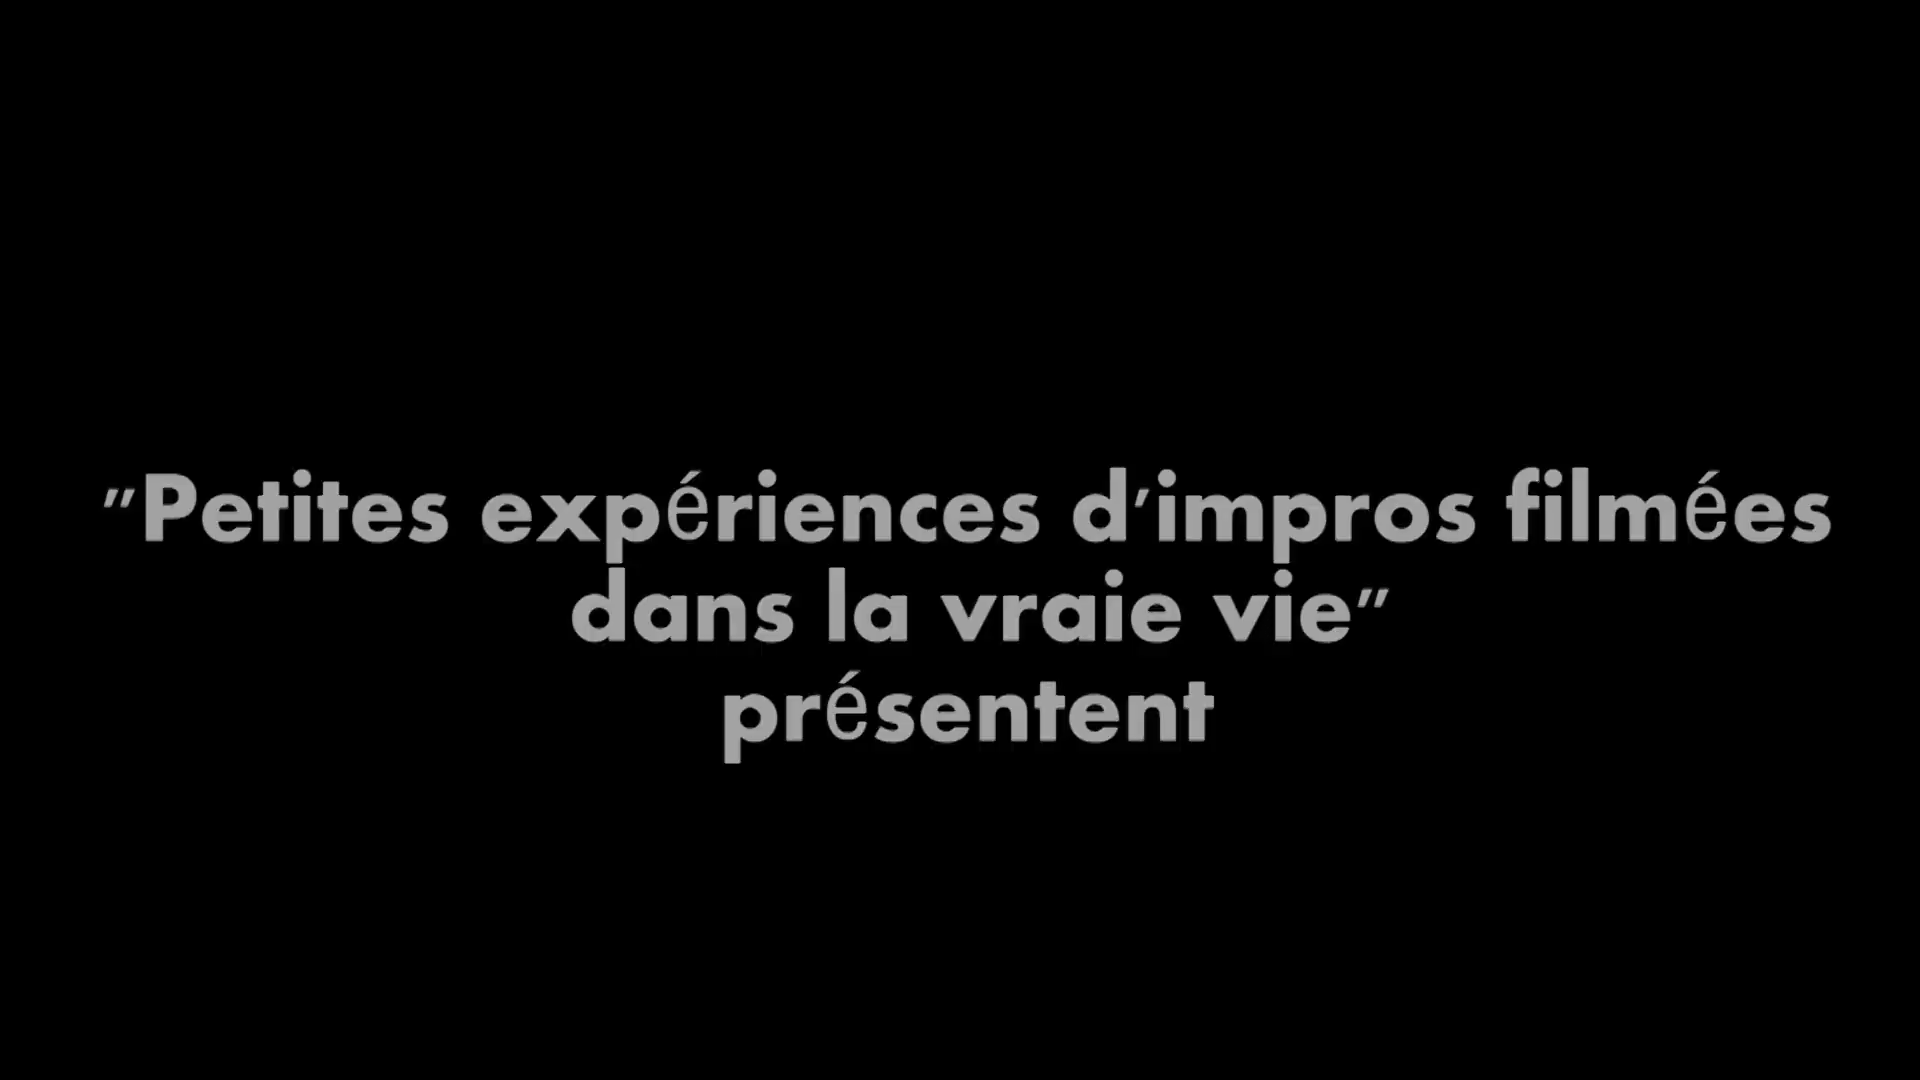 "Petites expériences d'impros filmées
dans la vraie vie"
présentent